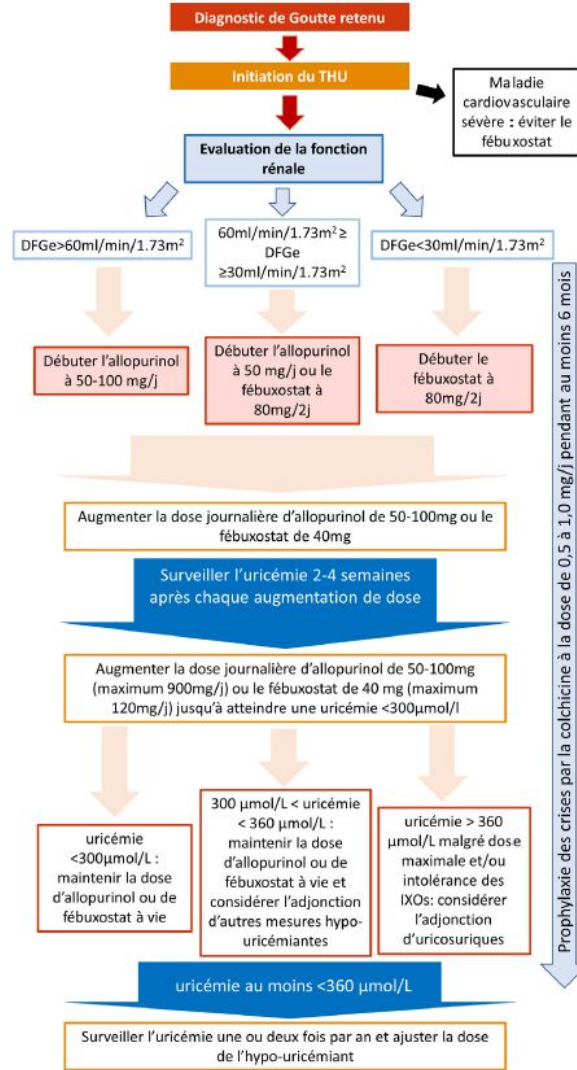 Diagnostic de Goutte retenu
Initiation du THU
Maladie
cardiovasculaire
sévère : éviter le
fébuxostat
Evaluation de la fonction
rénale
DFGe>60ml/min/1.73m²
60ml/min/1.73m² ≥
DFGe
≥30ml/min/1.73m²
DFGe<30ml/min/1.73m²
Débuter l’allopurinol
à 50-100 mg/j
Débuter l’allopurinol
à 50 mg/j ou le
fébuxostat à
80mg/2j
Débuter le
fébuxostat à
80mg/2j
Augmenter la dose journalière d’allopurinol de 50-100mg ou le
fébuxostat de 40mg
Surveiller l’uricémie 2-4 semaines
après chaque augmentation de dose
Augmenter la dose journalière d’allopurinol de 50-100mg
(maximum 900mg/j) ou le fébuxostat de 40 mg (maximum
120mg/j) jusqu’à atteindre une uricémie <300µmol/l
uricémie
<300µmol/L :
maintenir la dose
d’allopurinol ou de
fébuxostat à vie
300 µmol/L < uricémie
< 360 µmol/L :
maintenir la dose
d’allopurinol ou de
fébuxostat à vie et
considérer l’adjonction
d’autres mesures hypo-
uricémiantes
uricémie > 360
µmol/L malgré dose
maximale et/ou
intolérance des
IXOs: considérer
l’adjonction
d’uricosuriques
uricémie au moins <360 µmol/L
Surveiller l’uricémie une ou deux fois par an et ajuster la dose
de l’hypo-uricémiant
Prophylaxie des crises par la colchicine à la dose de 0,5 à 1,0 mg/j pendant au moins 6 mois